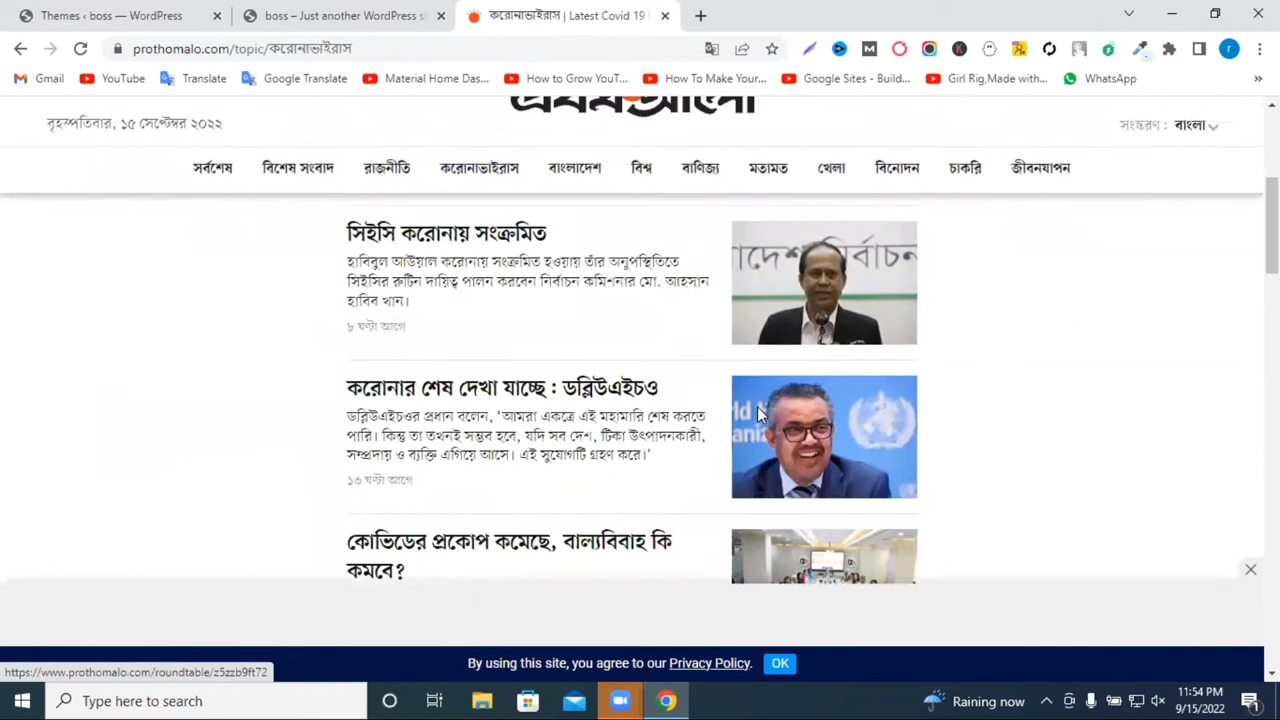 Themes ‹ boss — WordPress
boss – Just another WordPress s
করোনাভাইরাস | Latest Covid 19
prothomalo.com/topic/করোনাভাইরাস
Gmail
YouTube
Translate
Google Translate
Material Home Das...
How to Grow YouT...
How To Make Your...
Google Sites - Build...
Girl Rig,Made with...
WhatsApp
প্রথম আলো
বৃহস্পতিবার, ১৫ সেপ্টেম্বর ২০২২
সংস্করণ : বাংলা
সর্বশেষ বিশেষ সংবাদ রাজনীতি করোনাভাইরাস বাংলাদেশ বিশ্ব বাণিজ্য মতামত খেলা বিনোদন চাকরি জীবনযাপন
সিইসি করোনায় সংক্রমিত
হাবিবুল আউয়াল করোনায় সংক্রমিত হওয়ায় তাঁর অনুপস্থিতিতে
সিইসির রুটিন দায়িত্ব পালন করবেন নির্বাচন কমিশনার মো. আহসান
হাবিব খান।
৮ ঘণ্টা আগে
করোনার শেষ দেখা যাচ্ছে : ডব্লিউএইচও
ডব্লিউএইচওর প্রধান বলেন, ‘আমরা একত্রে এই মহামারি শেষ করতে
পারি। কিন্তু তা তখনই সম্ভব হবে, যদি সব দেশ, টিকা উৎপাদনকারী,
সম্প্রদায় ও ব্যক্তি এগিয়ে আসে। এই সুযোগটি গ্রহণ করে।’
১৩ ঘণ্টা আগে
কোভিডের প্রকোপ কমেছে, বাল্যবিবাহ কি
কমবে?
By using this site, you agree to our Privacy Policy. OK
https://www.prothomalo.com/roundtable/z5zzb9ft72
Type here to search
Raining now
11:54 PM
9/15/2022